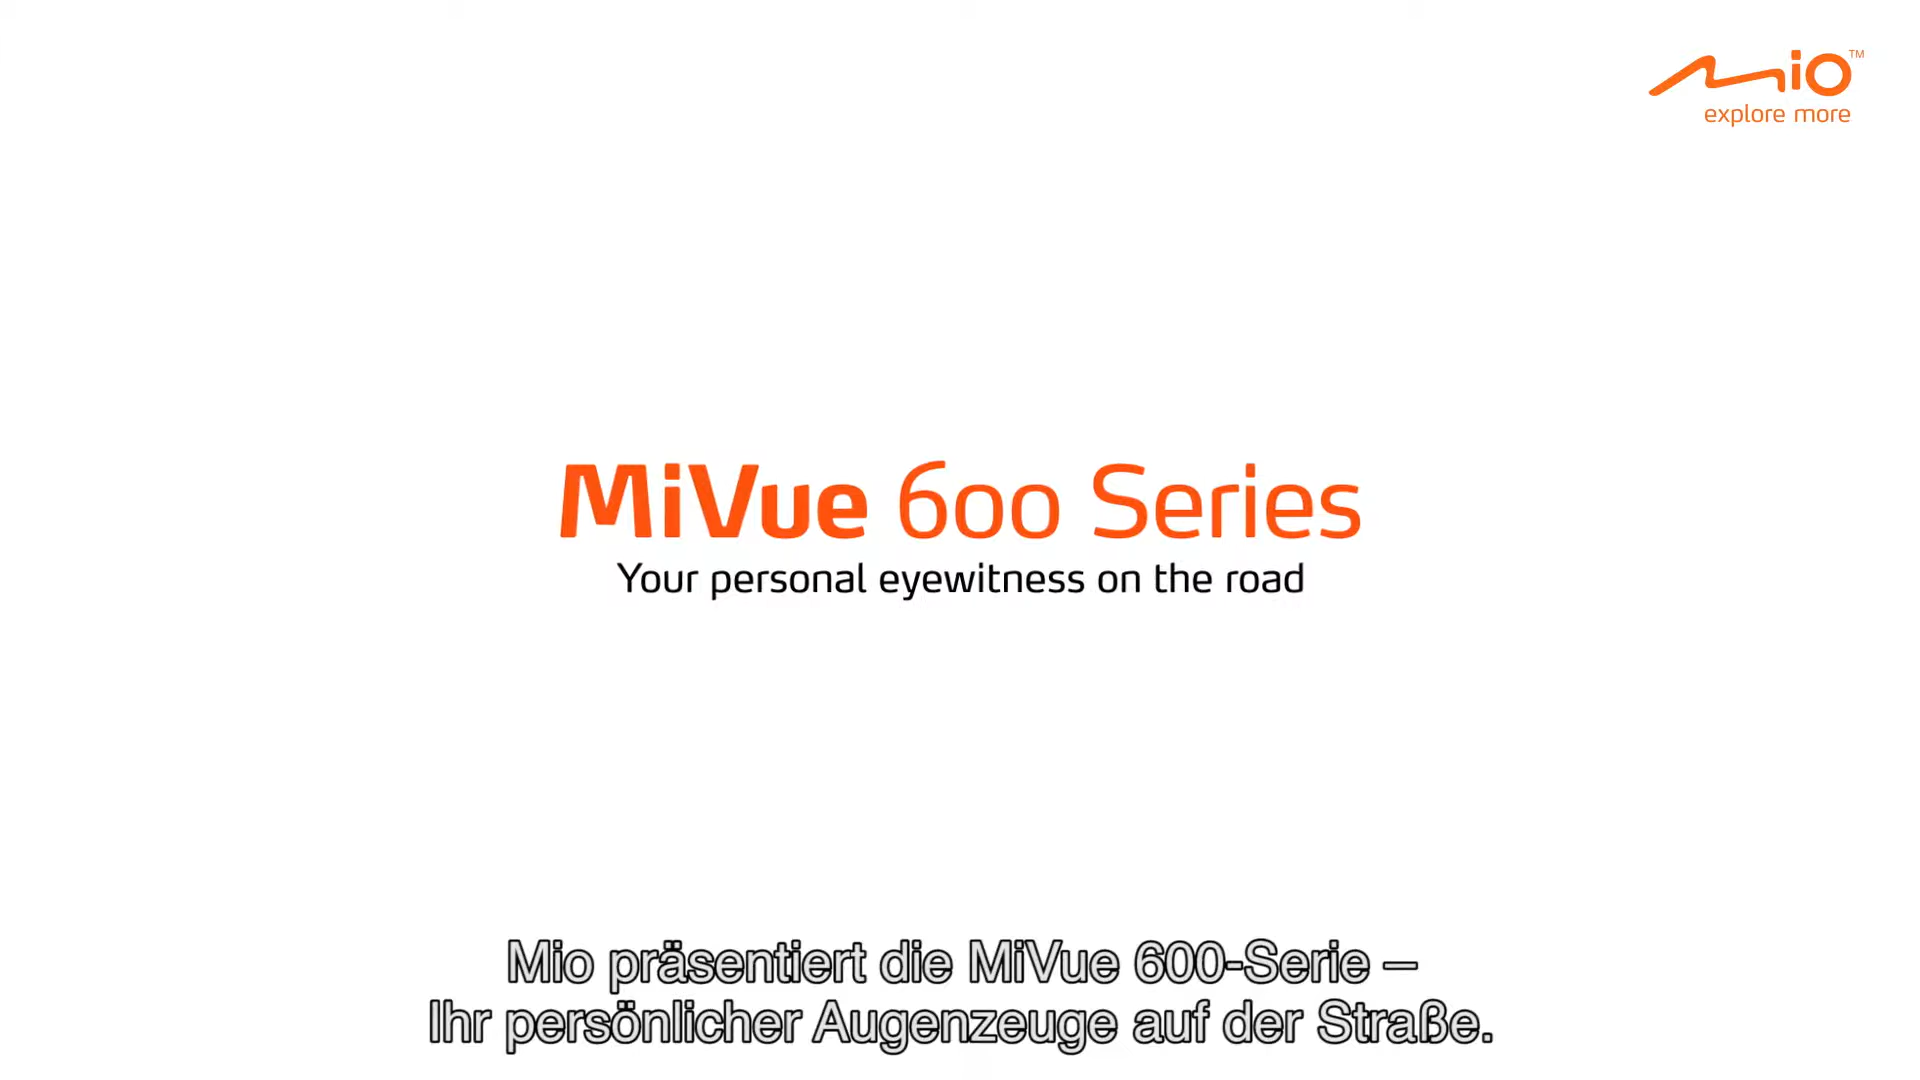 mio™
explore more
MiVue 600 Series
Your personal eyewitness on the road
Mio präsentiert die MiVue 600-Serie –
Ihr persönlicher Augenzeuge auf der Straße.